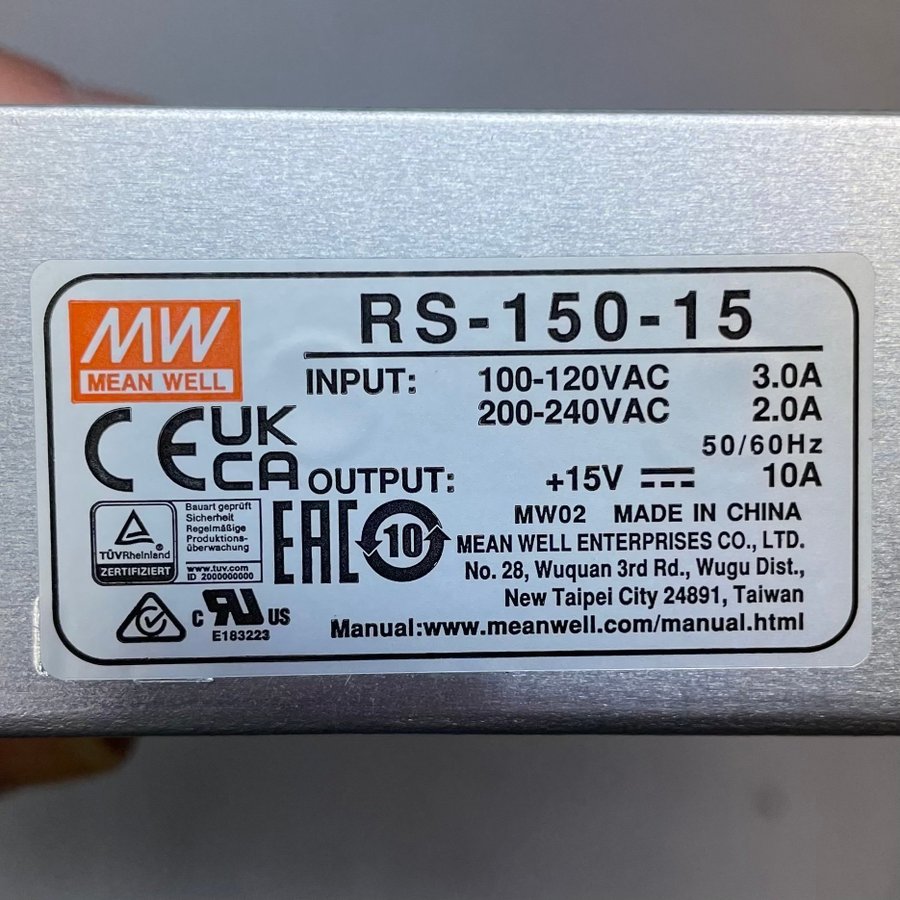 MW
MEAN WELL
RS-150-15
INPUT: 100-120VAC 3.0A
200-240VAC 2.0A
50/60Hz
OUTPUT: +15V 10A
CE UK
CA
TÜVRheinland
ZERTIFIZIERT
Bauart geprüft
Sicherheit
Regelmäßige
Produktions-
überwachung
www.tuv.com
ID 2000000000
EAC
10
MW02 MADE IN CHINA
MEAN WELL ENTERPRISES CO., LTD.
No. 28, Wuquan 3rd Rd., Wugu Dist.,
New Taipei City 24891, Taiwan
c RU US
E183223
Manual:www.meanwell.com/manual.html